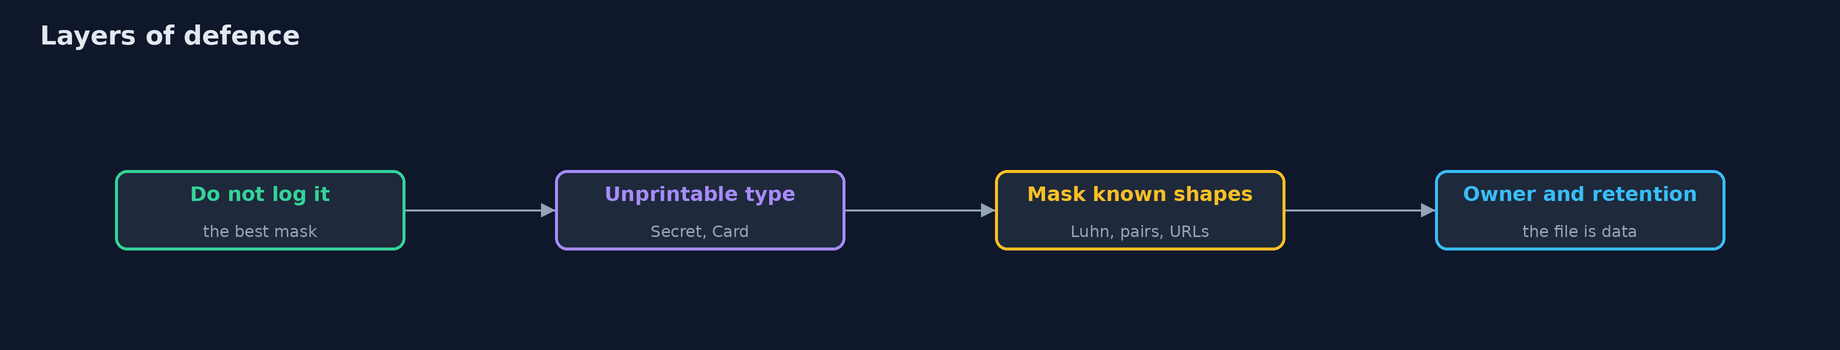 Layers of defence
Do not log it
the best mask
Unprintable type
Secret, Card
Mask known shapes
Luhn, pairs, URLs
Owner and retention
the file is data